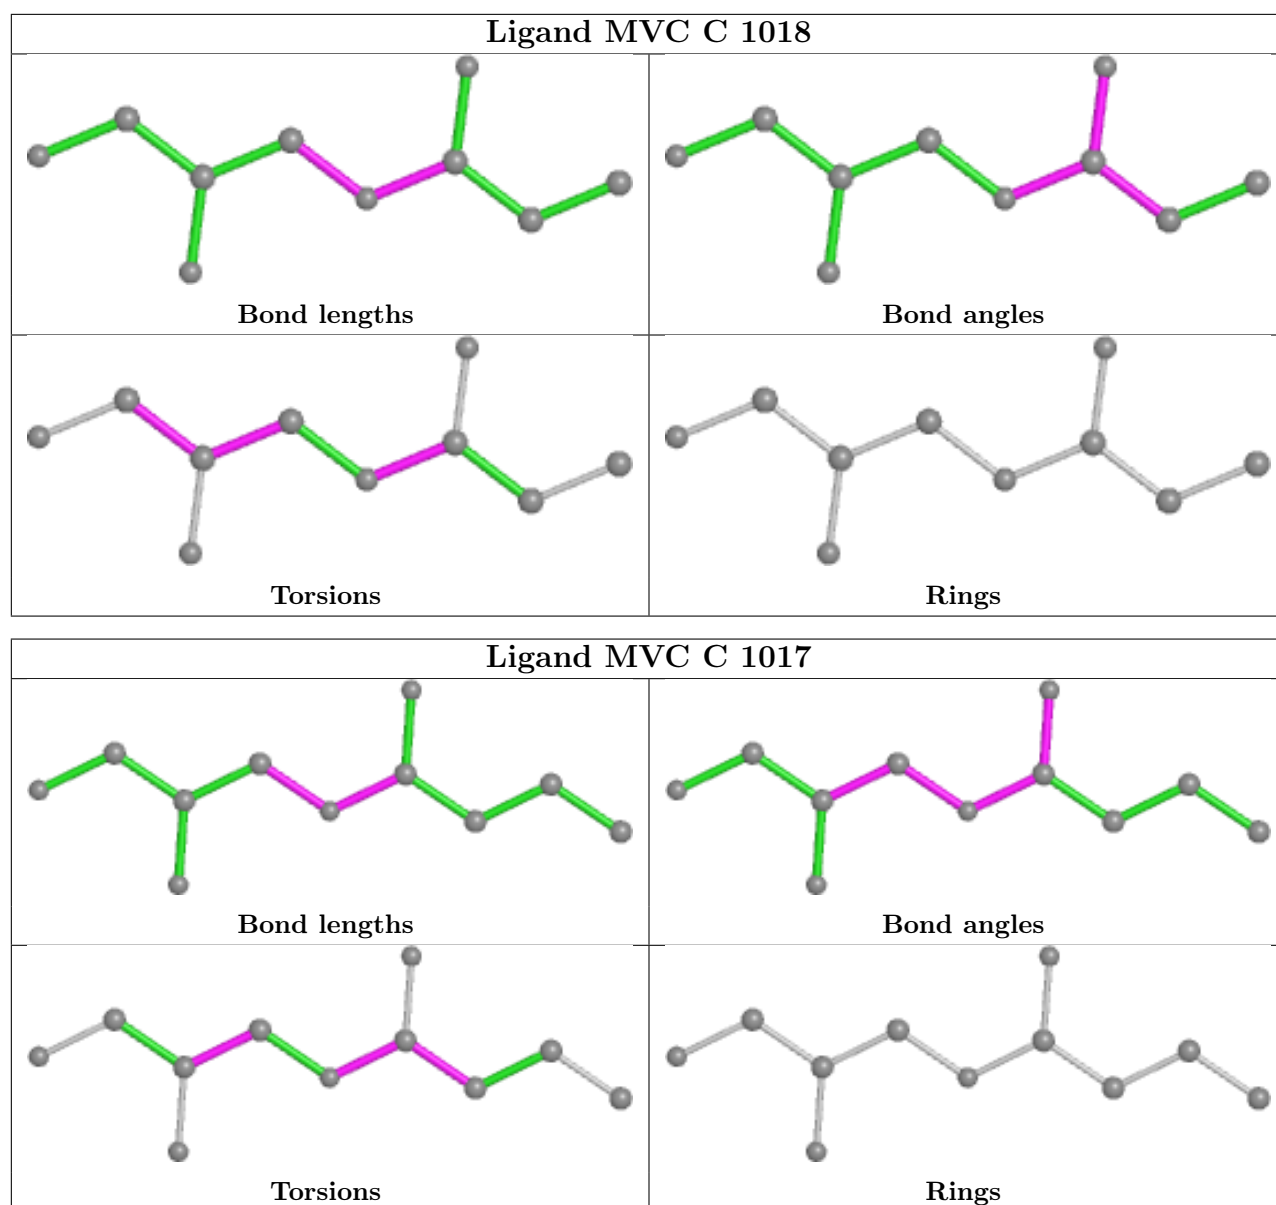 Ligand MVC C 1018
Bond lengths
Bond angles
Torsions
Rings
Ligand MVC C 1017
Bond lengths
Bond angles
Torsions
Rings